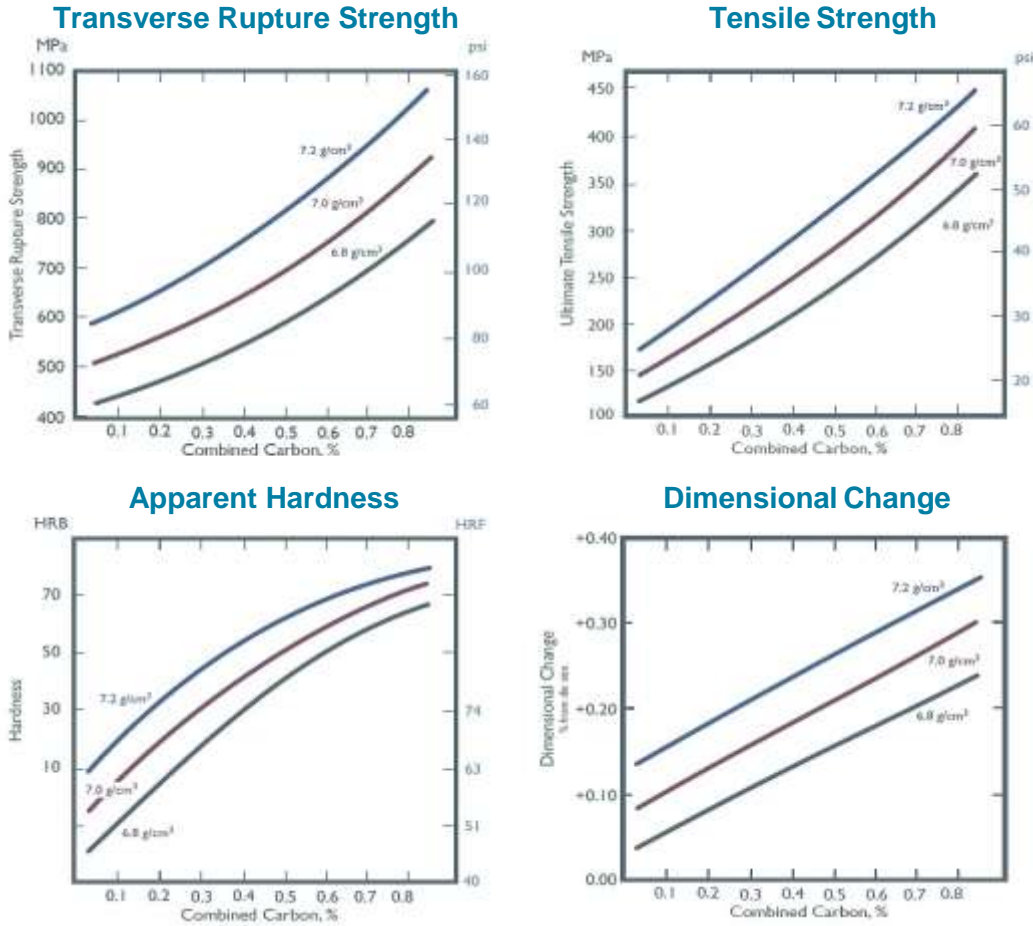 Transverse Rupture Strength
MPa
psi
1100
1000
900
800
700
600
500
400
160
140
120
100
80
60
Transverse Rupture Strength
7.2 g/cm³
7.0 g/cm³
6.8 g/cm³
0.1 0.2 0.3 0.4 0.5 0.6 0.7 0.8
Combined Carbon, %
Tensile Strength
MPa
psi
450
400
350
300
250
200
150
100
60
50
40
30
20
Ultimate Tensile Strength
7.2 g/cm³
7.0 g/cm³
6.8 g/cm³
0.1 0.2 0.3 0.4 0.5 0.6 0.7 0.8
Combined Carbon, %
Apparent Hardness
HRB
HRF
70
50
30
10
74
63
51
40
Hardness
7.2 g/cm³
7.0 g/cm³
6.8 g/cm³
0.1 0.2 0.3 0.4 0.5 0.6 0.7 0.8
Combined Carbon, %
Dimensional Change
+0.40
+0.30
+0.20
+0.10
0.00
Dimensional Change
% from die size
7.2 g/cm³
7.0 g/cm³
6.8 g/cm³
0.1 0.2 0.3 0.4 0.5 0.6 0.7 0.8
Combined Carbon, %